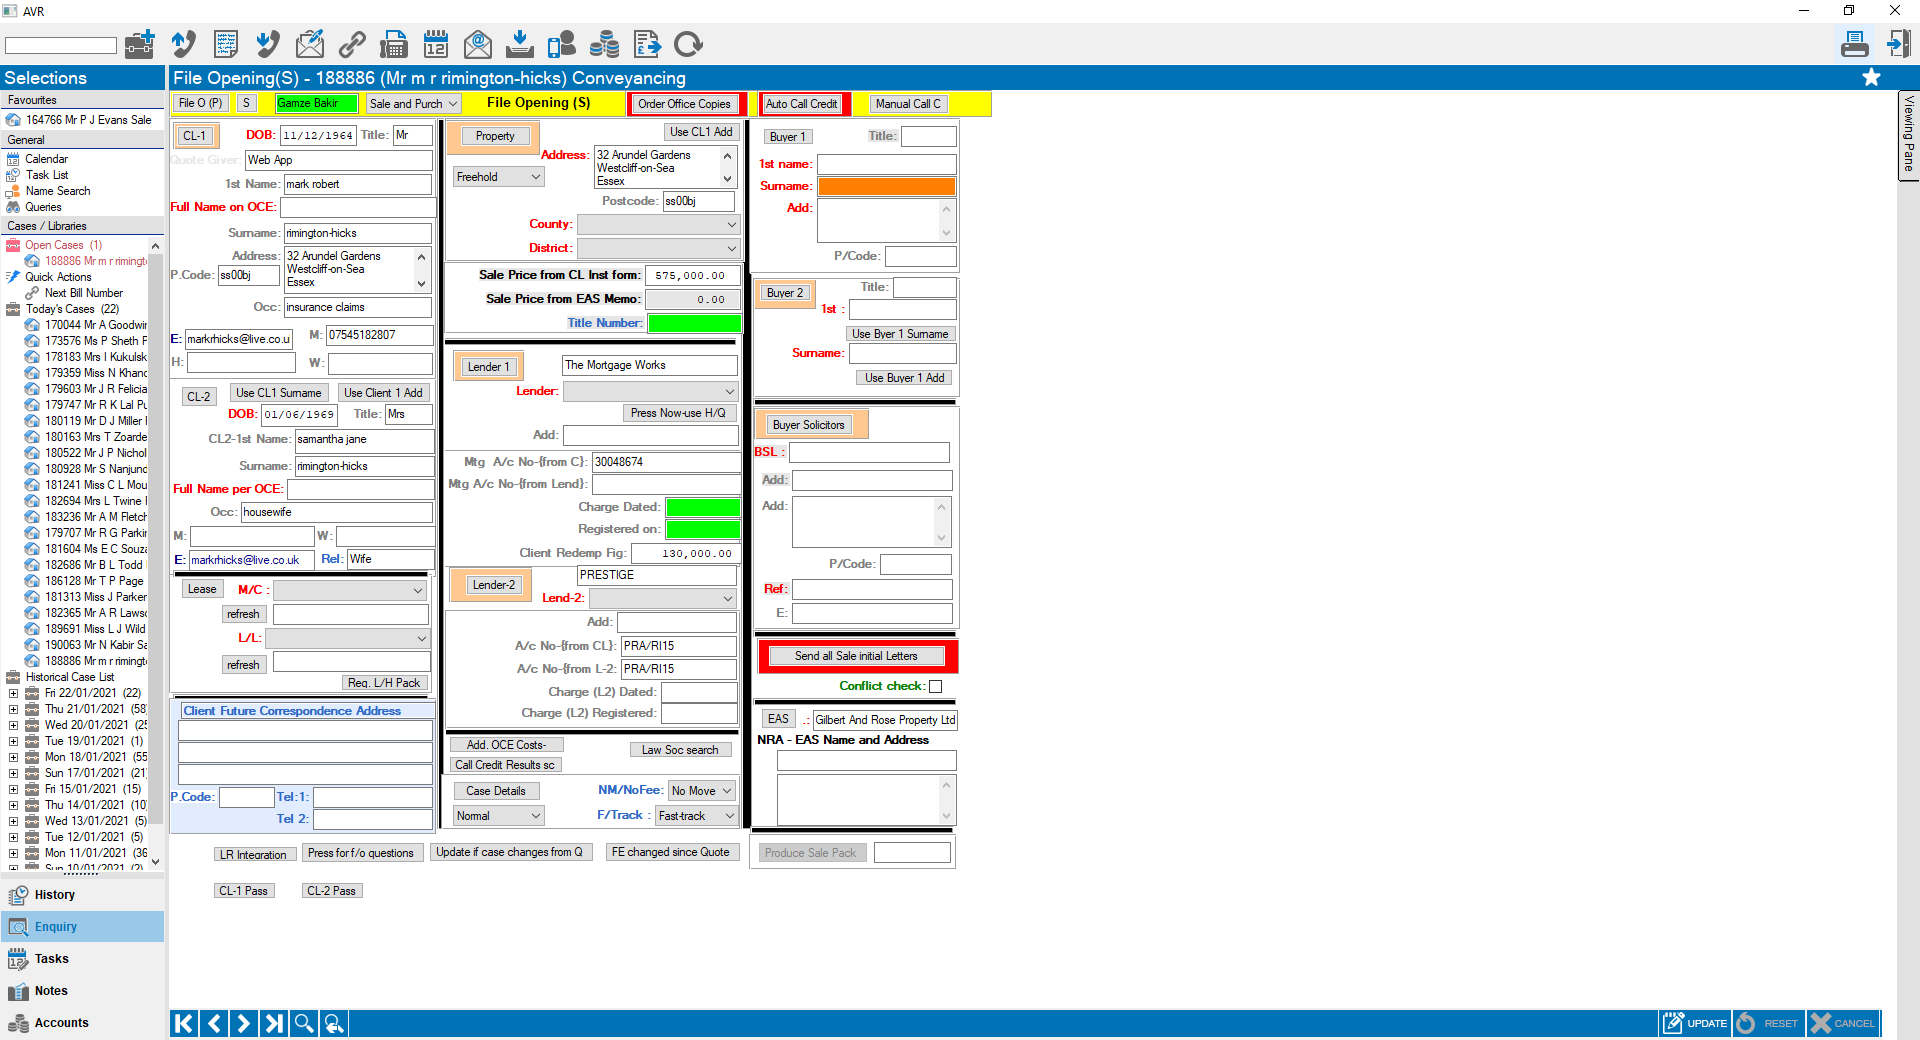 AVR
Selections
File Opening(S) - 188886 (Mr m r rimington-hicks) Conveyancing
Favourites
164766 Mr P J Evans Sale
General
Calendar
Task List
Name Search
Queries
Cases / Libraries
Open Cases (1)
188886 Mr m r rimingt
Quick Actions
Next Bill Number
Today's Cases (22)
170044 Mr A Goodwir
173576 Ms P Sheth F
178183 Mrs I Kukulsk
179359 Miss N Khanc
179603 Mr J R Felicia
179747 Mr R K Lal Pu
180119 Mr D J Miller I
180163 Mrs T Zoarde
180522 Mr J P Nichol
180928 Mr S Nanjund
181241 Miss C L Mou
182694 Mrs L Twine I
183236 Mr A M Fletch
179707 Mr R G Parkir
181604 Ms E C Souza
182686 Mr B L Todd
186128 Mr T P Page
181313 Miss J Parker
182365 Mr A R Lawso
189691 Miss L J Wild
190063 Mr N Kabir Sa
188886 Mr m r rimingt
Historical Case List
Fri 22/01/2021 (22)
Thu 21/01/2021 (58)
Wed 20/01/2021 (25
Tue 19/01/2021 (1)
Mon 18/01/2021 (55
Sun 17/01/2021 (21)
Fri 15/01/2021 (15)
Thu 14/01/2021 (10)
Wed 13/01/2021 (5)
Tue 12/01/2021 (5)
Mon 11/01/2021 (36
Sun 10/01/2021 (2)
History
Enquiry
Tasks
Notes
Accounts
File O (P) S Gamze Bakir Sale and Purch File Opening (S) Order Office Copies Auto Call Credit Manual Call C
CL-1 DOB: 11/12/1964 Title: Mr
Quote Giver: Web App
1st Name: mark robert
Full Name on OCE:
Surname: rimington-hicks
Address: 32 Arundel Gardens
Westcliff-on-Sea
Essex
P.Code: ss00bj
Occ: insurance claims
E: markrhicks@live.co.u M: 07545182807
H: W:
CL-2 Use CL1 Surname Use Client 1 Add
DOB: 01/06/1969 Title: Mrs
CL2-1st Name: samantha jane
Surname: rimington-hicks
Full Name per OCE:
Occ: housewife
M: W:
E: markrhicks@live.co.uk Rel: Wife
Lease M/C :
refresh
L/L:
refresh
Req. L/H Pack
Client Future Correspondence Address
P.Code: Tel:1:
Tel 2:
LR Integration Press for f/o questions Update if case changes from Q FE changed since Quote
CL-1 Pass CL-2 Pass
Property Use CL1 Add
Address: 32 Arundel Gardens
Westcliff-on-Sea
Essex
Freehold
Postcode: ss00bj
County:
District:
Sale Price from CL Inst form: 575,000.00
Sale Price from EAS Memo: 0.00
Title Number:
Lender 1 The Mortgage Works
Lender:
Press Now-use H/Q
Add:
Mtg A/c No-{from C}: 30048674
Mtg A/c No-{from Lend}:
Charge Dated:
Registered on:
Client Redemp Fig: 130,000.00
Lender-2 PRESTIGE
Lend-2:
Add:
A/c No-{from CL}: PRA/RI15
A/c No-{from L-2: PRA/RI15
Charge (L2) Dated:
Charge (L2) Registered:
Add. OCE Costs- Law Soc search
Call Credit Results sc
Case Details NM/NoFee: No Move
Normal F/Track : Fast-track
Buyer 1 Title:
1st name:
Surname:
Add:
P/Code:
Buyer 2 Title:
1st :
Use Byer 1 Surname
Surname:
Use Buyer 1 Add
Buyer Solicitors
BSL :
Add:
Add:
P/Code:
Ref:
E:
Send all Sale initial Letters
Conflict check:
EAS .: Gilbert And Rose Property Ltd
NRA - EAS Name and Address
Produce Sale Pack
Viewing Pane
UPDATE RESET CANCEL